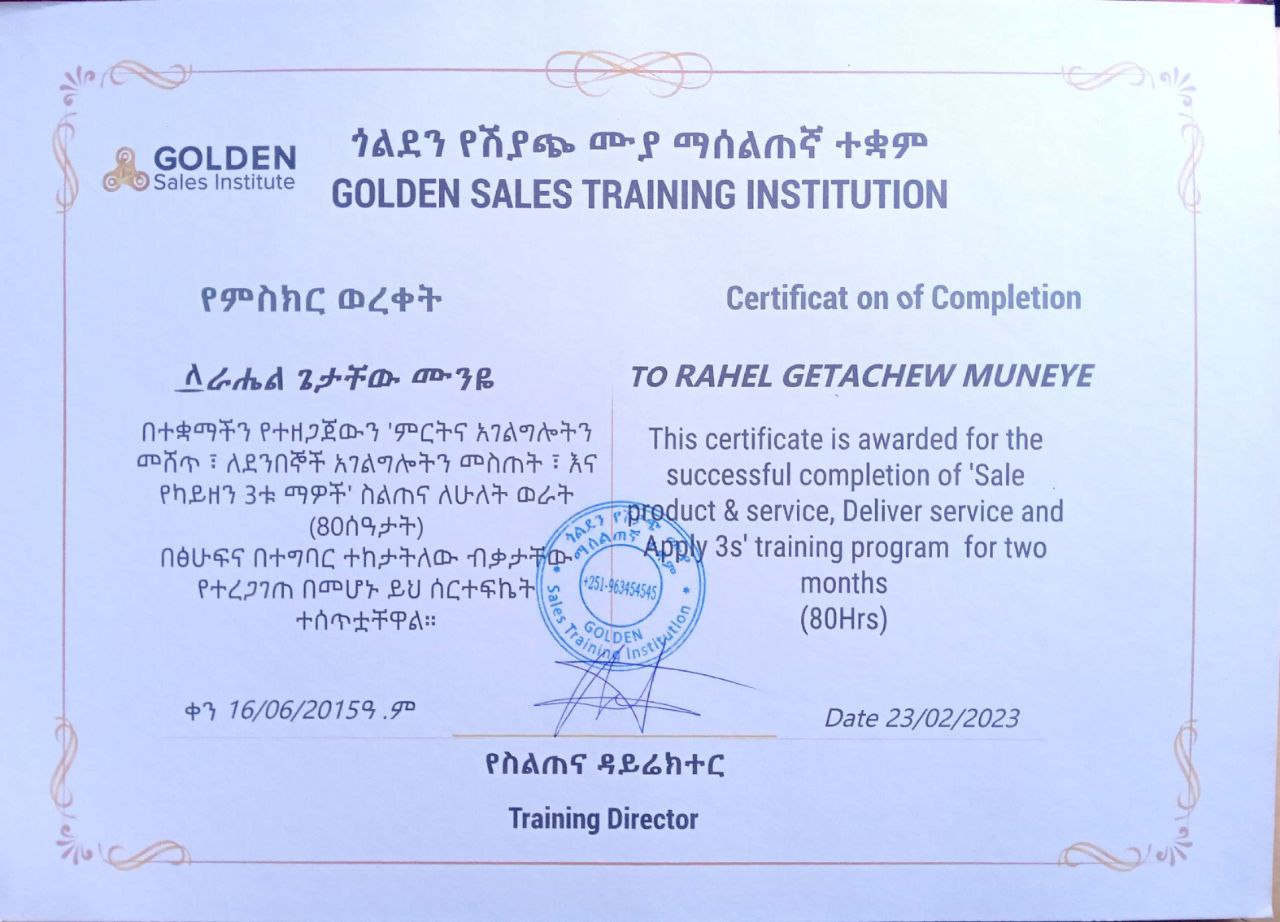 GOLDEN
Sales Institute
ጎልደን የሽያጭ ሙያ ማሰልጠኛ ተቋም
GOLDEN SALES TRAINING INSTITUTION
የምስክር ወረቀት
ለራሔል ጌታቸው ሙንዬ
በተቋማችን የተዘጋጀውን 'ምርትና አገልግሎትን
መሸጥ ፣ ለደንበኞች አገልግሎትን መስጠት ፣ እና
የካይዘን 3ቱ ማዎች' ስልጠና ለሁለት ወራት
(80ሰዓታት)
በፅሁፍና በተግባር ተከታትለው ብቃታቸው
የተረጋገጠ በመሆኑ ይህ ሰርተፍኬት
ተሰጥቷቸዋል።
ቀን 16/06/2015ዓ.ም
Certificat on of Completion
TO RAHEL GETACHEW MUNEYE
This certificate is awarded for the
successful completion of 'Sale
product & service, Deliver service and
Apply 3s' training program for two
months
(80Hrs)
Date 23/02/2023
ጎልደን የሽያጭ ሙያ
ማሰልጠኛ ተቋም
+251-963454545
GOLDEN
Sales Training Institution
የስልጠና ዳይሬክተር
Training Director